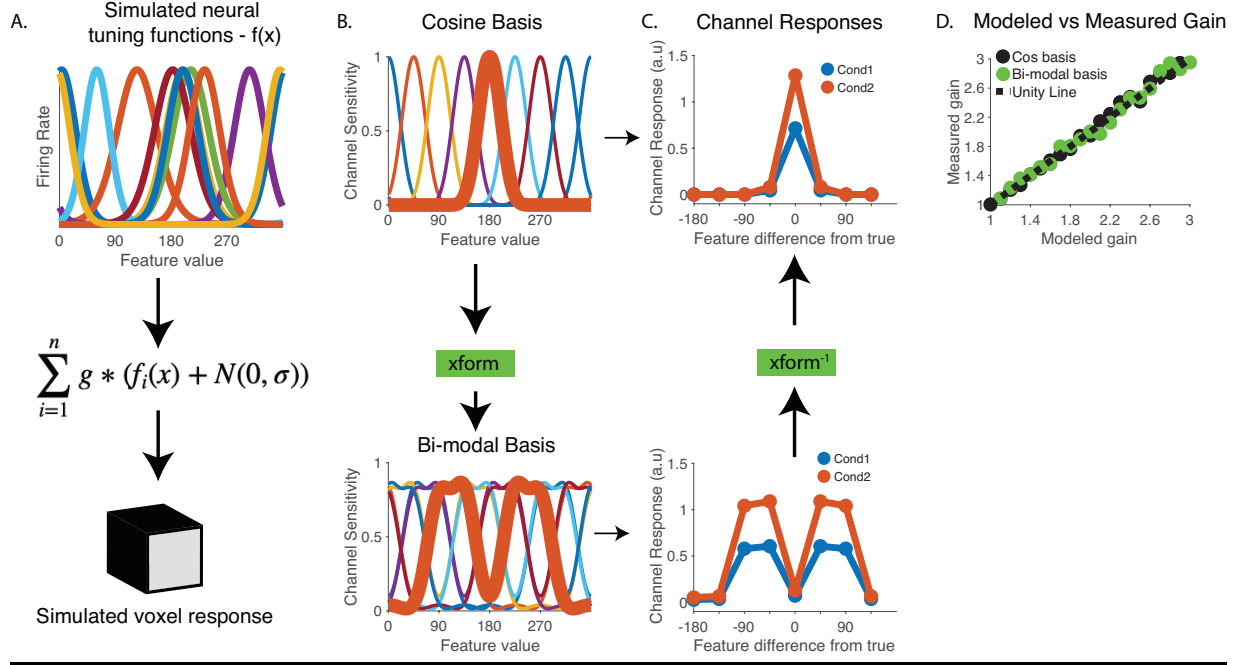 A.
Simulated neural
tuning functions - f(x)
Firing Rate
0 90 180 270
Feature value
n
∑ g * (fᵢ(x) + N(0, σ))
i=1
Simulated voxel response
B.
Cosine Basis
Channel Sensitivity
1
0.5
0
0 90 180 270
Feature value
xform
Bi-modal Basis
Channel Sensitivity
1
0.5
0
0 90 180 270
Feature value
C.
Channel Responses
Channel Response (a.u)
1.5
1
0.5
0
Cond1
Cond2
-180 -90 0 90
Feature difference from true
xform⁻¹
Channel Response (a.u)
1.5
1
0.5
0
Cond1
Cond2
-180 -90 0 90
Feature difference from true
D.
Modeled vs Measured Gain
Measured gain
3
2.6
2.2
1.8
1.4
1
Cos basis
Bi-modal basis
Unity Line
1 1.4 1.8 2.2 2.6 3
Modeled gain